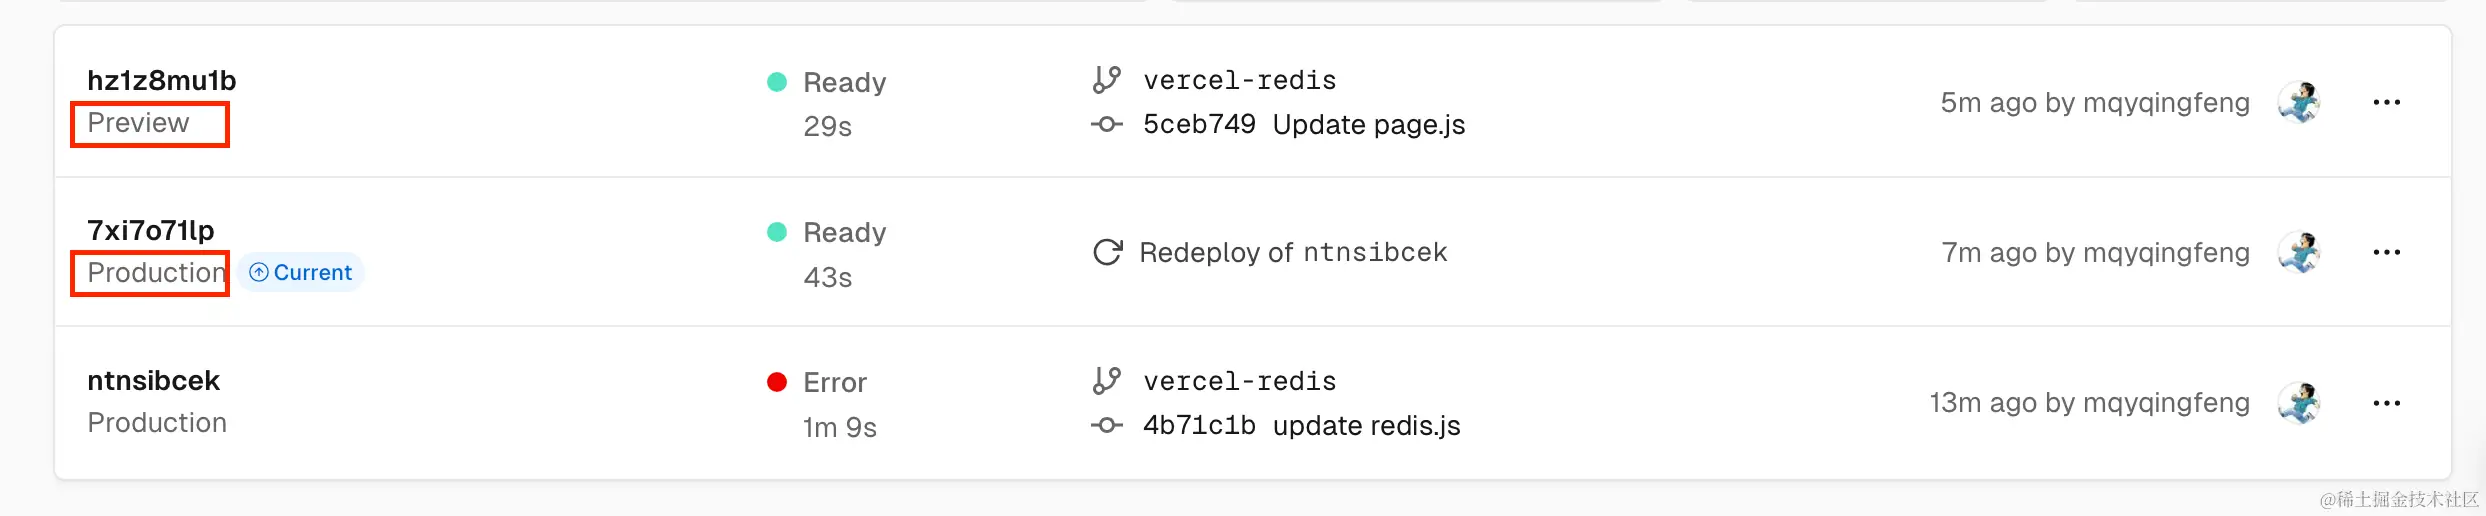 hz1z8mu1b
Preview
Ready
29s
vercel-redis
5ceb749 Update page.js
5m ago by mqyqingfeng
7xi7o71lp
Production Current
Ready
43s
Redeploy of ntnsibcek
7m ago by mqyqingfeng
ntnsibcek
Production
Error
1m 9s
vercel-redis
4b71c1b update redis.js
13m ago by mqyqingfeng
@稀土掘金技术社区